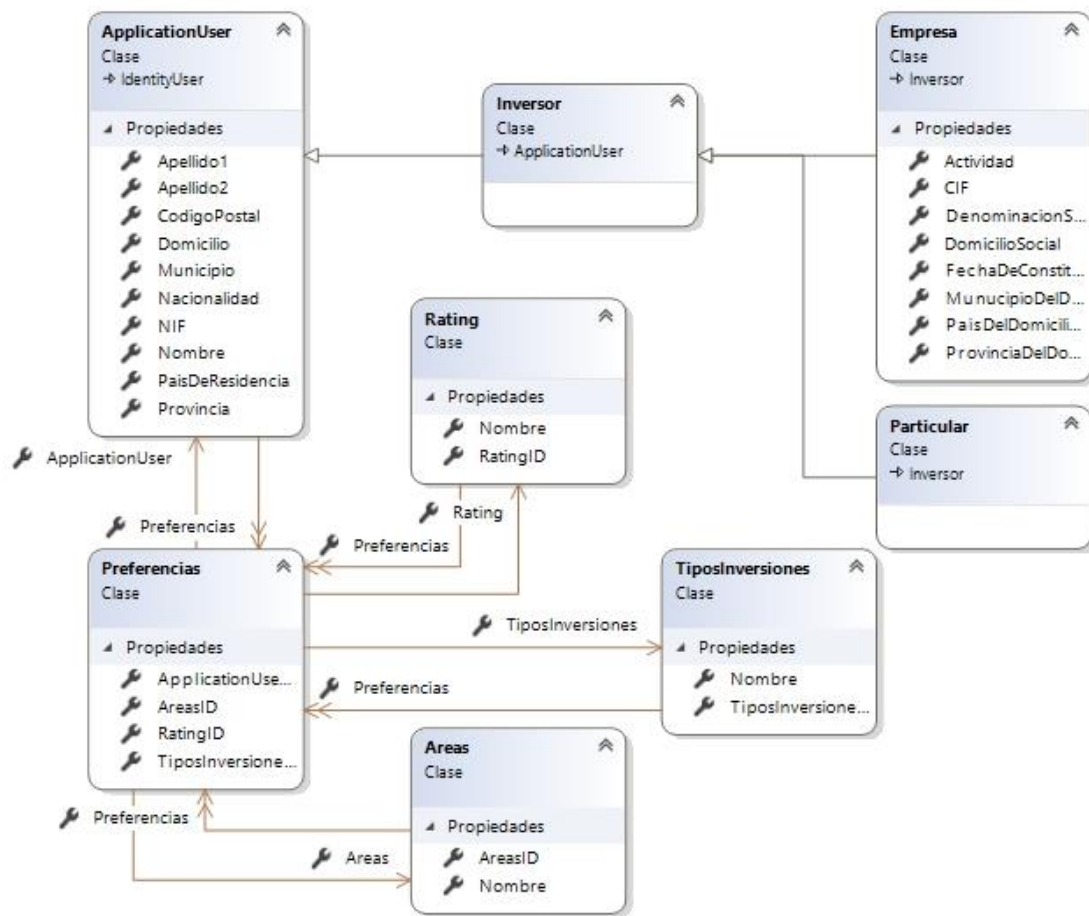 ApplicationUser
Clase
IdentityUser
Propiedades
Apellido1
Apellido2
CodigoPostal
Domicilio
Municipio
Nacionalidad
NIF
Nombre
PaisDeResidencia
Provincia
Inversor
Clase
ApplicationUser
Empresa
Clase
Inversor
Propiedades
Actividad
CIF
DenominacionS...
DomicilioSocial
FechaDeConstit...
MunucipioDelD...
PaisDelDomicili...
ProvinciaDelDo...
Rating
Clase
Propiedades
Nombre
RatingID
Particular
Clase
Inversor
ApplicationUser
Preferencias
Rating
Preferencias
Preferencias
Clase
Propiedades
ApplicationUse...
AreasID
RatingID
TiposInversione...
TiposInversiones
Preferencias
TiposInversiones
Clase
Propiedades
Nombre
TiposInversione...
Areas
Clase
Propiedades
AreasID
Nombre
Preferencias
Areas